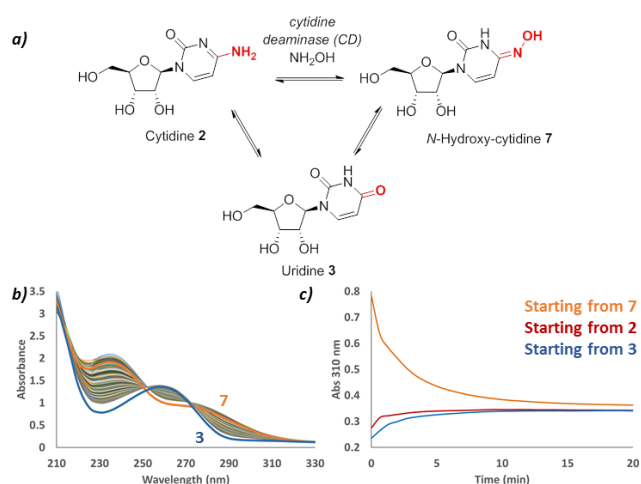 a)
cytidine
deaminase (CD)
NH2OH
O
N
NH2
N
O
HO
OH OH
Cytidine 2
OH
O
NH
N
N
O
HO
OH OH
N-Hydroxy-cytidine 7
O
NH
O
N
O
HO
OH OH
Uridine 3
b)
3.5
3
2.5
2
1.5
1
0.5
0
Absorbance
210 230 250 270 290 310 330
Wavelength (nm)
7
3
c)
0.8
0.7
0.6
0.5
0.4
0.3
0.2
Abs 310 nm
0 5 10 15 20
Time (min)
Starting from 7
Starting from 2
Starting from 3